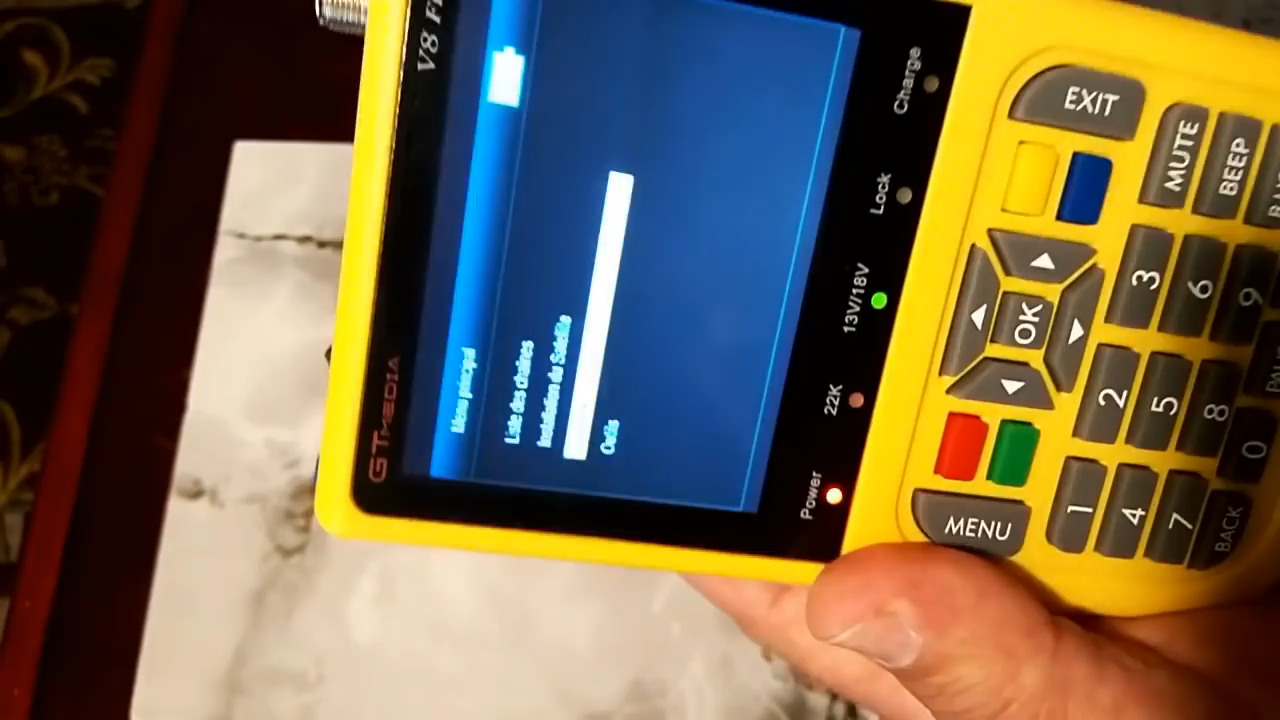 GTMEDIA V8 Fi
Menu principal
Liste des chaînes
Installation du Satellite
Outils
Power 22K 13V/18V Lock Charge
MENU EXIT
OK
MUTE
BEEP
1 2 3
4 5 6
7 8 9
BACK 0